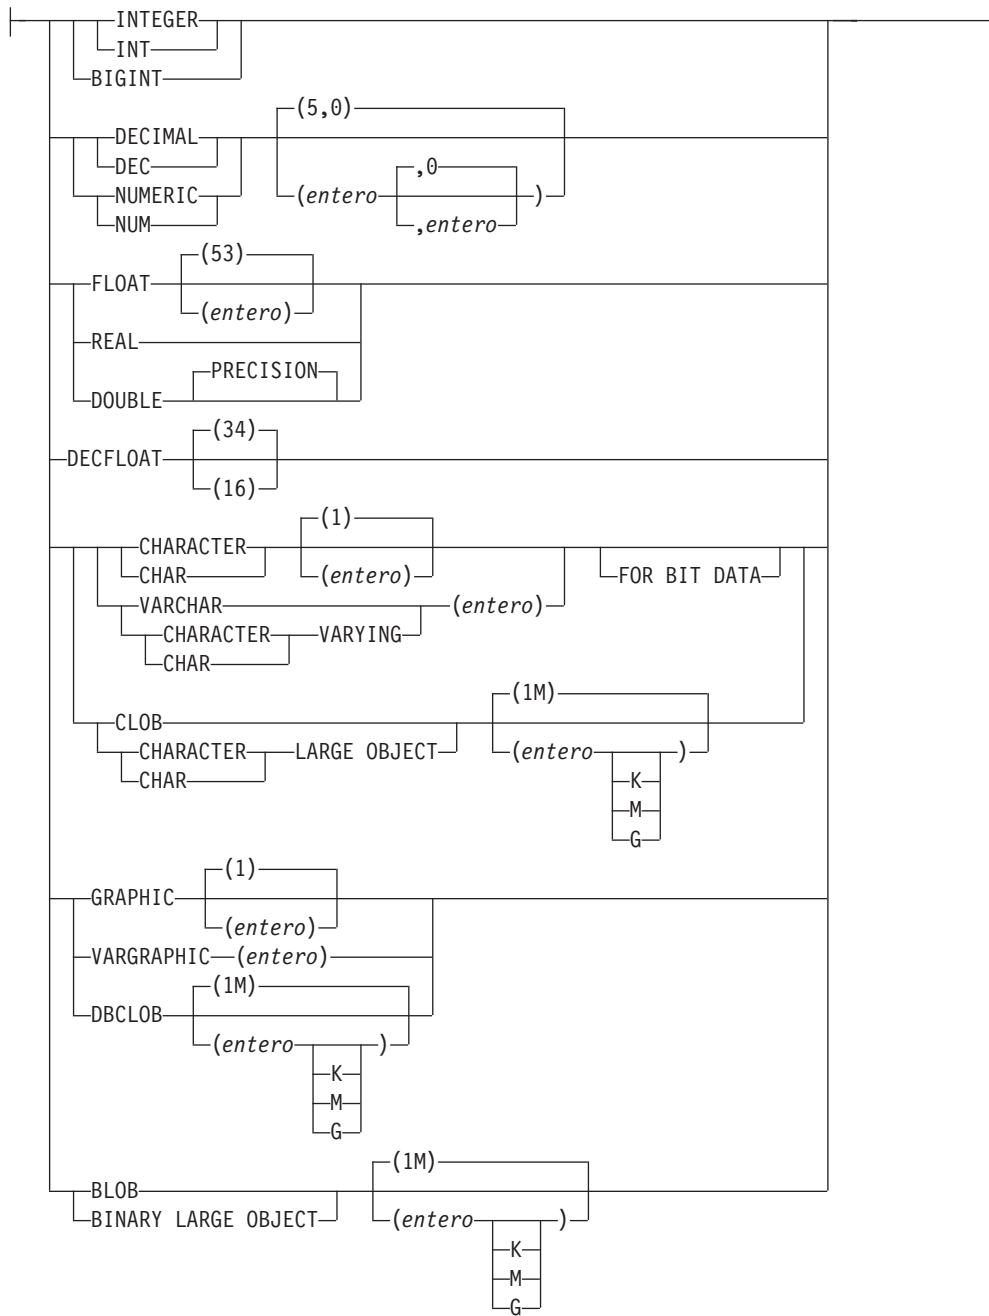 INTEGER
INT
BIGINT
(5,0)
DECIMAL
DEC
,0
NUMERIC
(entero )
NUM
,entero
(53)
FLOAT
(entero)
REAL
PRECISION
DOUBLE
(34)
DECFLOAT
(16)
(1)
CHARACTER
CHAR
(entero)
FOR BIT DATA
VARCHAR
(entero)
CHARACTER
VARYING
CHAR
(1M)
CLOB
CHARACTER
LARGE OBJECT
(entero )
CHAR
K
M
G
(1)
GRAPHIC
(entero)
VARGRAPHIC
(entero)
(1M)
DBCLOB
(entero )
K
M
G
(1M)
BLOB
BINARY LARGE OBJECT
(entero )
K
M
G